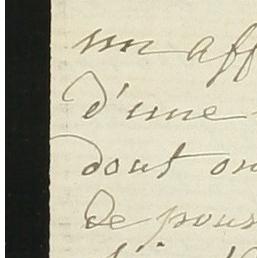 un aff
d'une
dont on
de pous